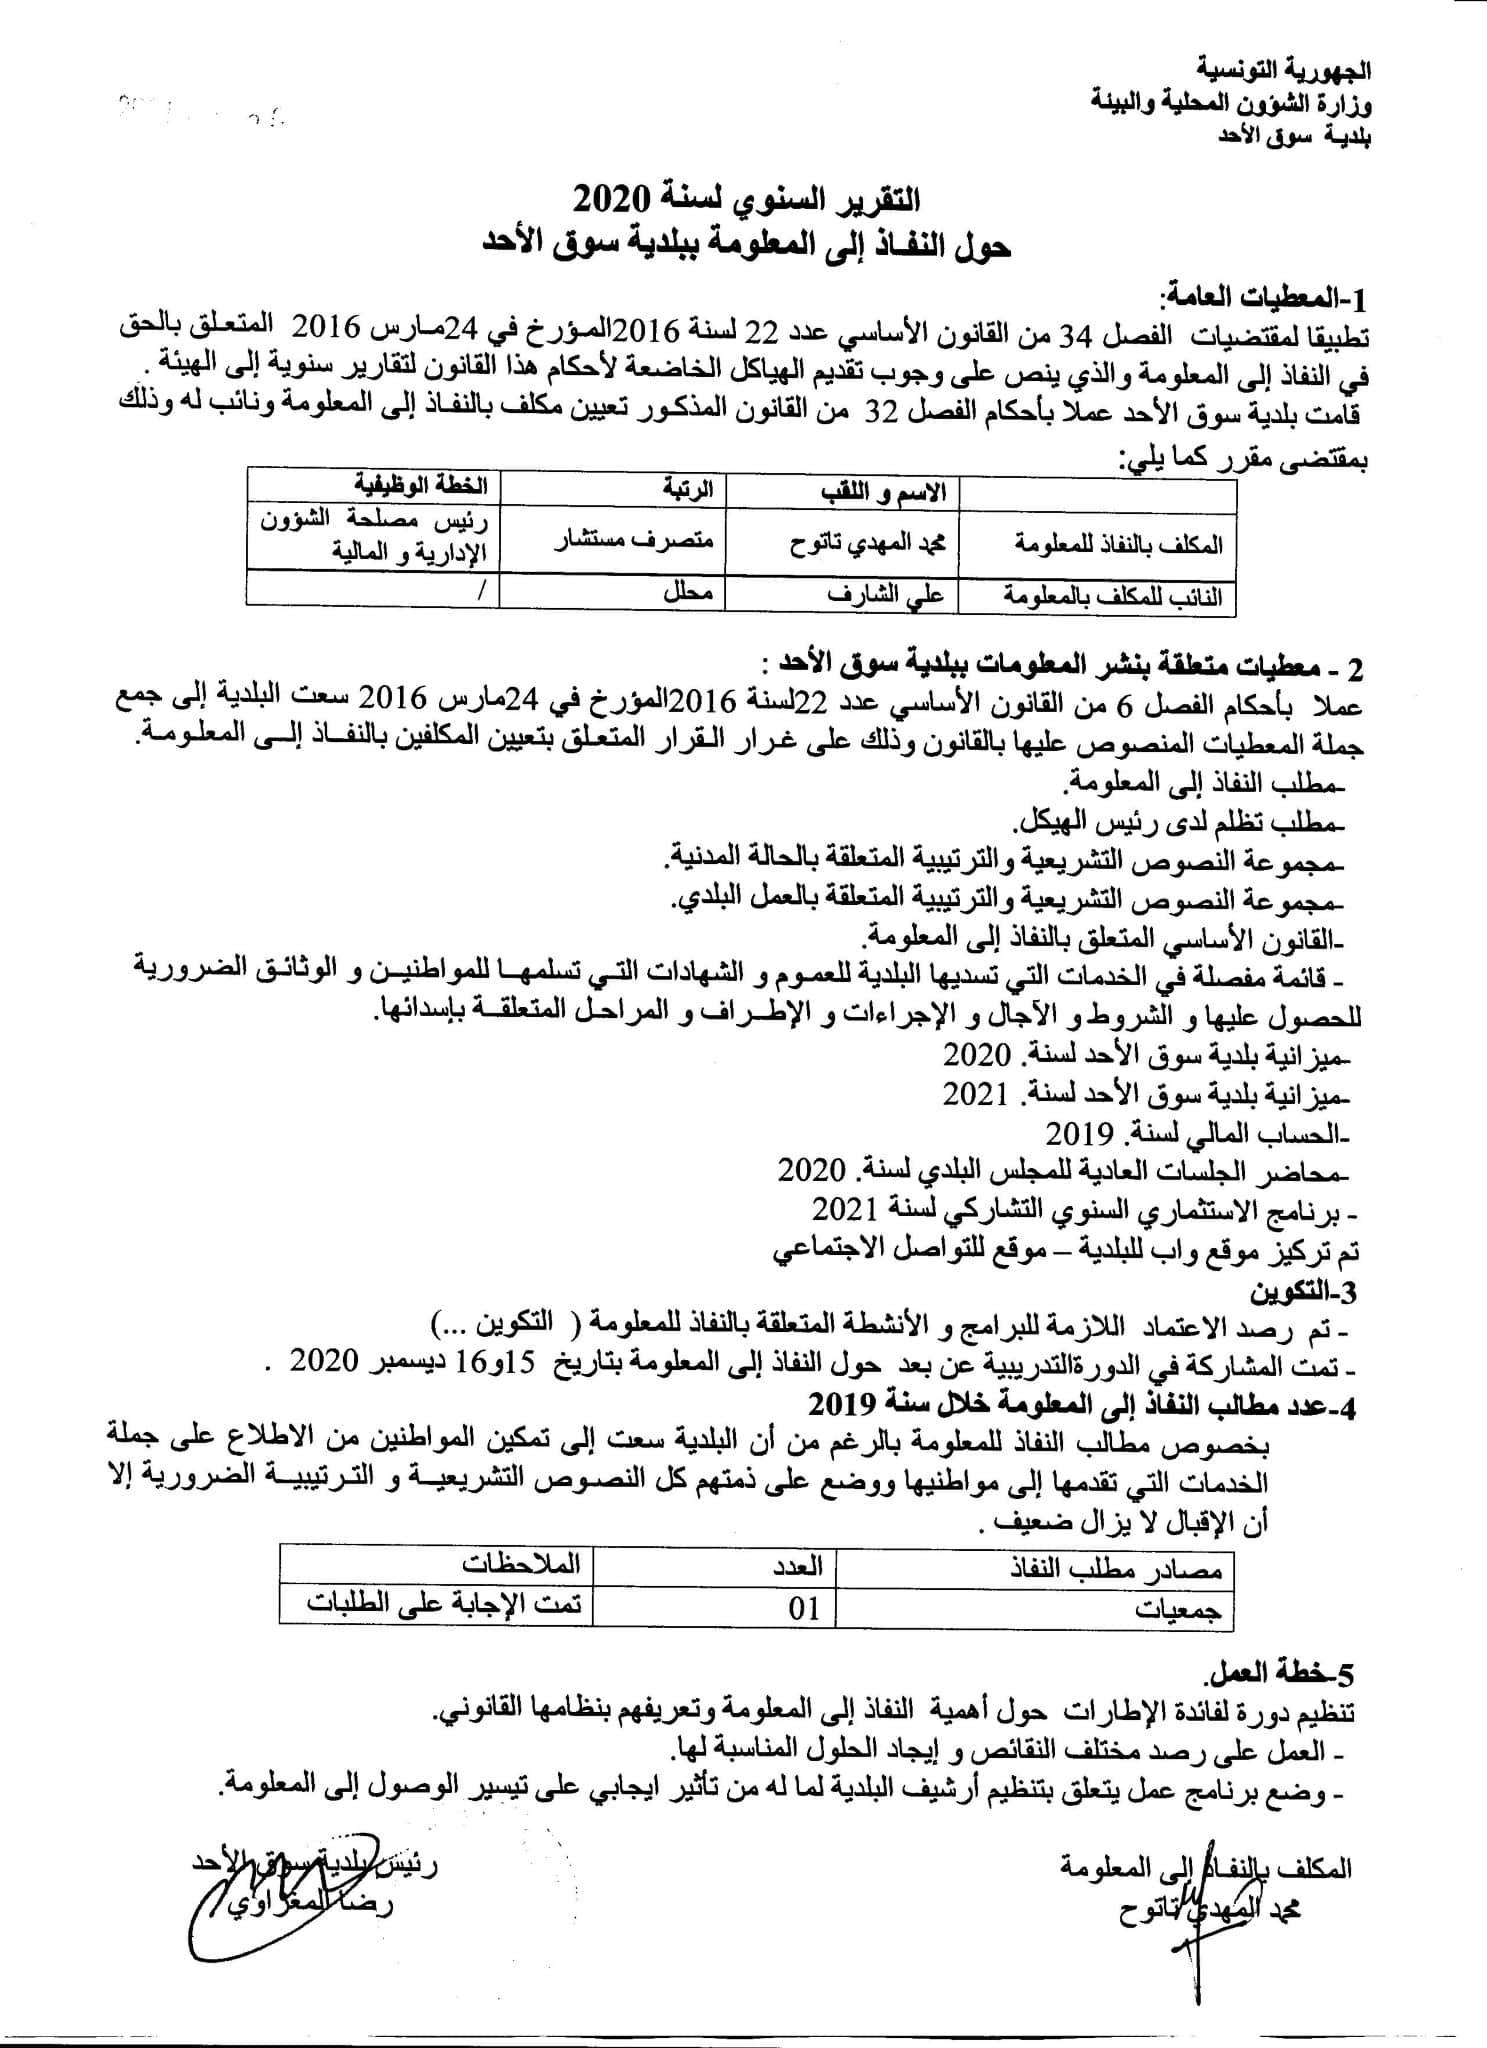 الجهورية التونسية
وزارة الشؤون المحلية والبيئة
بلدية سوق الأحد
التقرير السنوي لسنة 2020
حول النفاذ إلى المعلومة ببلدية سوق الأحد
1-المعطيات العامة:
تطبيقا لمقتضيات الفصل 34 من القانون الأساسي عدد 22 لسنة 2016المؤرخ في 24مارس 2016 المتعلق بالحق
في النفاذ إلى المعلومة والذي ينص على وجوب تقديم الهياكل الخاضعة لأحكام هذا القانون لتقارير سنوية إلى الهيئة .
قامت بلدية سوق الأحد عملا بأحكام الفصل 32 من القانون المذكور تعيين مكلف بالنفاذ إلى المعلومة ونائب له وذلك
بمقتضى مقرر كما يلي:
الاسم و اللقب الرتبة الخطة الوظيفية
المكلف بالنفاذ للمعلومة محمد المهدي تاتوح متصرف مستشار رئيس مصلحة الشؤون
الإدارية و المالية
النائب للمكلف بالمعلومة علي الشارف محلل /
2 - معطيات متعلقة بنشر المعلومات ببلدية سوق الأحد :
عملا بأحكام الفصل 6 من القانون الأساسي عدد 22لسنة 2016المؤرخ في 24مارس 2016 سعت البلدية إلى جمع
جملة المعطيات المنصوص عليها بالقانون وذلك على غرار القرار المتعلق بتعيين المكلفين بالنفاذ إلى المعلومة.
-مطلب النفاذ إلى المعلومة.
-مطلب تظلم لدى رئيس الهيكل.
-مجموعة النصوص التشريعية والترتيبية المتعلقة بالحالة المدنية.
-مجموعة النصوص التشريعية والترتيبية المتعلقة بالعمل البلدي.
-القانون الأساسي المتعلق بالنفاذ إلى المعلومة.
- قائمة مفصلة في الخدمات التي تسديها البلدية للعموم و الشهادات التي تسلمها للمواطنين و الوثائق الضرورية
للحصول عليها و الشروط و الآجال و الإجراءات و الإطراف و المراحل المتعلقة بإسدائها.
-ميزانية بلدية سوق الأحد لسنة. 2020
-ميزانية بلدية سوق الأحد لسنة. 2021
-الحساب المالي لسنة. 2019
-محاضر الجلسات العادية للمجلس البلدي لسنة. 2020
- برنامج الاستثماري السنوي التشاركي لسنة 2021
تم تركيز موقع واب للبلدية – موقع للتواصل الاجتماعي
3-التكوين
- تم رصد الاعتماد اللازمة للبرامج و الأنشطة المتعلقة بالنفاذ للمعلومة ( التكوين ...)
- تمت المشاركة في الدورةالتدريبية عن بعد حول النفاذ إلى المعلومة بتاريخ 15و16 ديسمبر 2020 .
4-عدد مطالب النفاذ إلى المعلومة خلال سنة 2019
بخصوص مطالب النفاذ للمعلومة بالرغم من أن البلدية سعت إلى تمكين المواطنين من الاطلاع على جملة
الخدمات التي تقدمها إلى مواطنيها ووضع على ذمتهم كل النصوص التشريعية و الترتيبية الضرورية إلا
أن الإقبال لا يزال ضعيف .
مصادر مطلب النفاذ العدد الملاحظات
جمعيات 01 تمت الإجابة على الطلبات
5-خطة العمل.
تنظيم دورة لفائدة الإطارات حول أهمية النفاذ إلى المعلومة وتعريفهم بنظامها القانوني.
- العمل على رصد مختلف النقائص و إيجاد الحلول المناسبة لها.
- وضع برنامج عمل يتعلق بتنظيم أرشيف البلدية لما له من تأثير ايجابي على تيسير الوصول إلى المعلومة.
المكلف بالنفاذ إلى المعلومة رئيس بلدية سوق الأحد
محمد المهدي تاتوح رضا المغزاوي